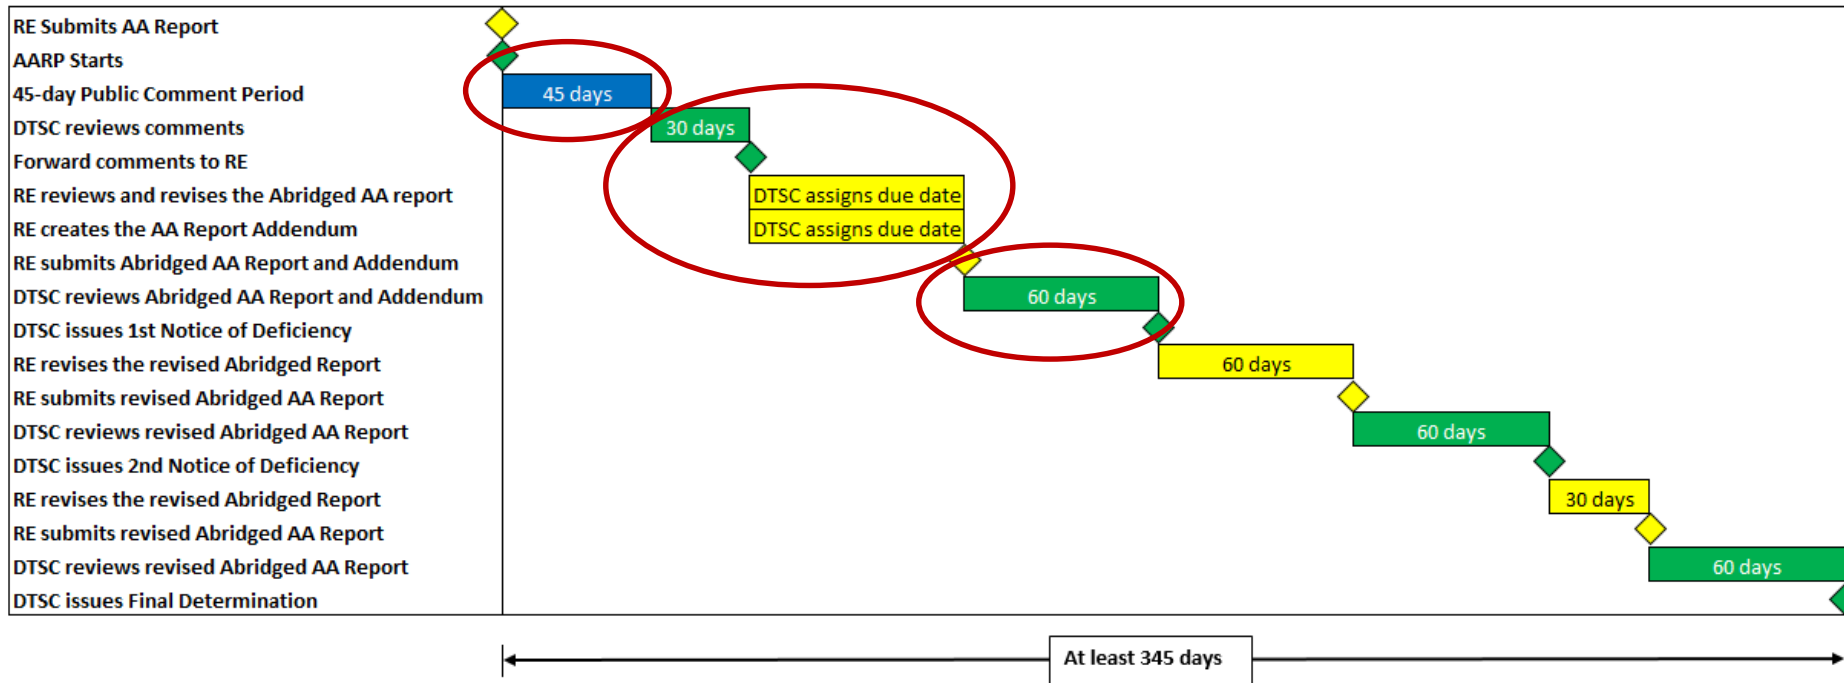 RE Submits AA Report
AARP Starts
45-day Public Comment Period
45 days
DTSC reviews comments
30 days
Forward comments to RE
RE reviews and revises the Abridged AA report
DTSC assigns due date
RE creates the AA Report Addendum
DTSC assigns due date
RE submits Abridged AA Report and Addendum
DTSC reviews Abridged AA Report and Addendum
60 days
DTSC issues 1st Notice of Deficiency
RE revises the revised Abridged Report
60 days
RE submits revised Abridged AA Report
DTSC reviews revised Abridged AA Report
60 days
DTSC issues 2nd Notice of Deficiency
RE revises the revised Abridged Report
30 days
RE submits revised Abridged AA Report
DTSC reviews revised Abridged AA Report
60 days
DTSC issues Final Determination
At least 345 days